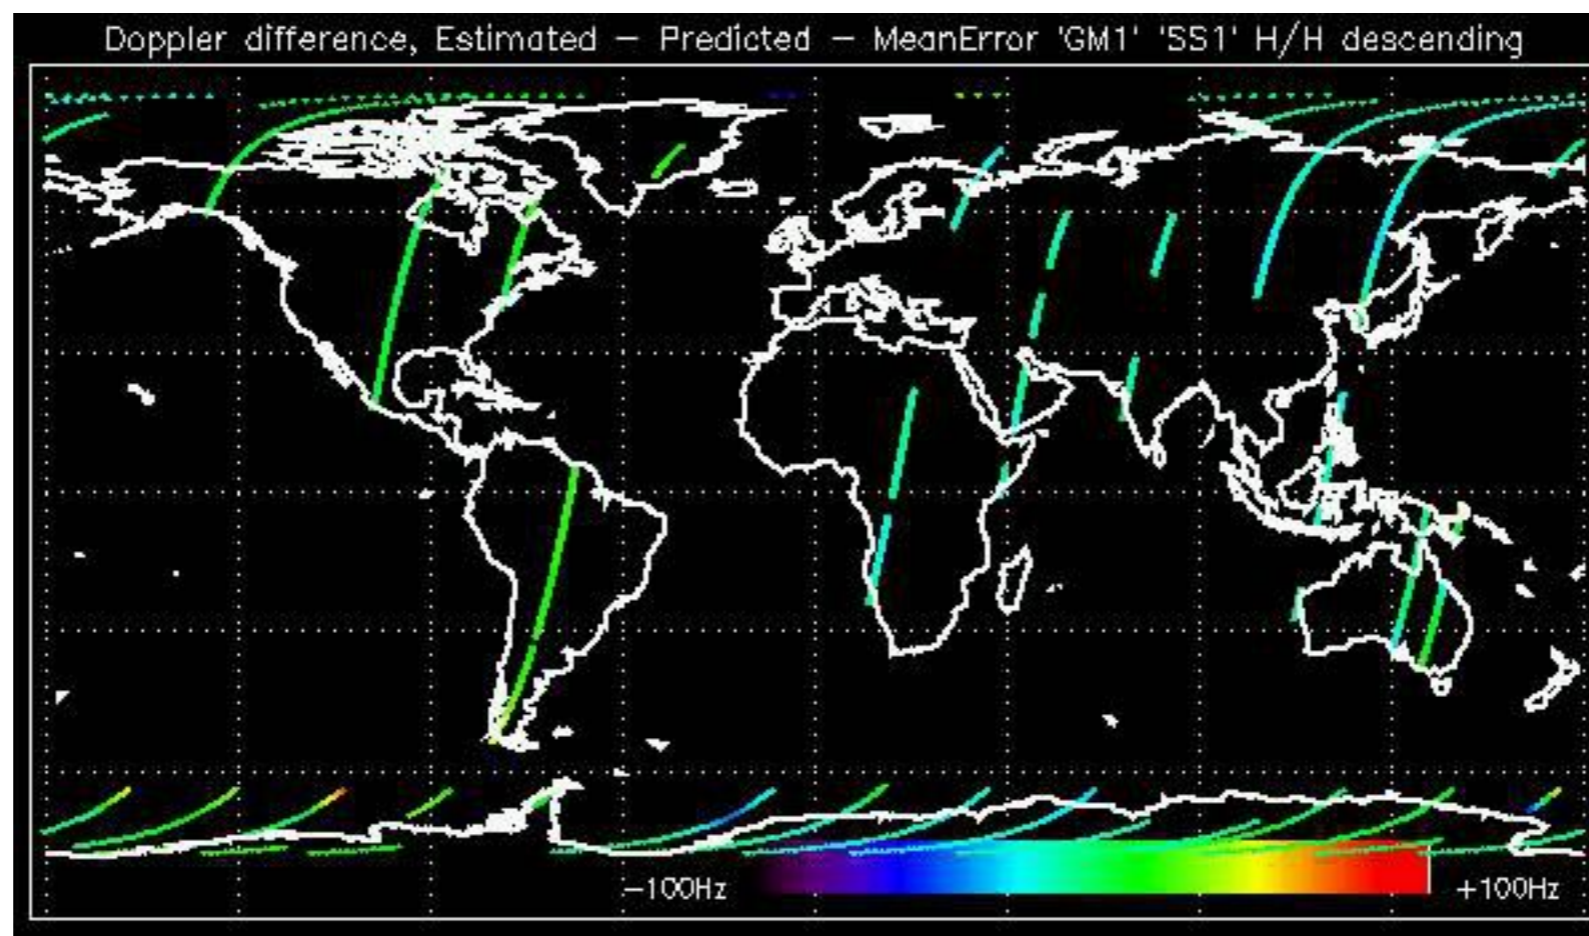 Doppler difference, Estimated – Predicted – MeanError 'GM1' 'SS1' H/H descending
-100Hz
+100Hz